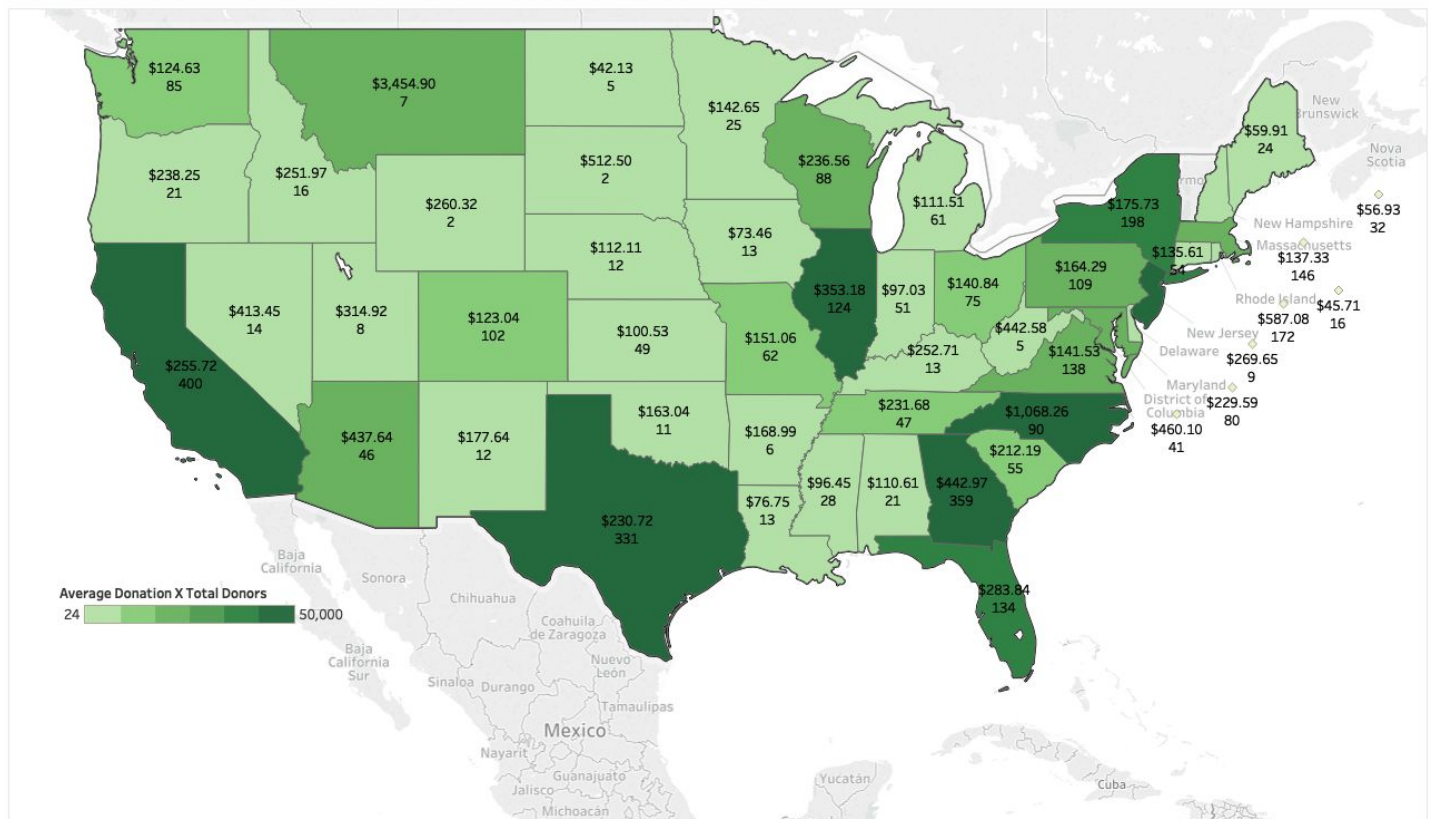 $124.63
85
$3,454.90
7
$42.13
5
$142.65
25
$59.91
24
New
Brunswick
Nova
Scotia
$238.25
21
$251.97
16
$260.32
2
$512.50
2
$236.56
88
$111.51
61
$175.73
198
rmo
New Hampshire
$56.93
32
Massachusetts
$137.33
146
$73.46
13
$112.11
12
$135.61
54
$164.29
109
Rhode Island
$45.71
16
$587.08
172
New Jersey
Delaware
$269.65
9
$413.45
14
$314.92
8
$123.04
102
$100.53
49
$151.06
62
$353.18
124
$97.03
51
$140.84
75
$442.58
5
$252.71
13
$141.53
138
Maryland
$229.59
80
District of
Columbia
$460.10
41
$255.72
400
$437.64
46
$177.64
12
$163.04
11
$168.99
6
$231.68
47
$1,068.26
90
$212.19
55
$230.72
331
$76.75
13
$96.45
28
$110.61
21
$442.97
359
$283.84
134
Average Donation X Total Donors
24
50,000
Baja
California
Sonora
Chihuahua
Coahuila
de Zaragoza
Baja
California
Sur
Nuevo
León
Sinaloa
Durango
Tamaulipas
Mexico
Nayarit
Guanajuato
Jalisco
Michoacán
Yucatán
Cuba